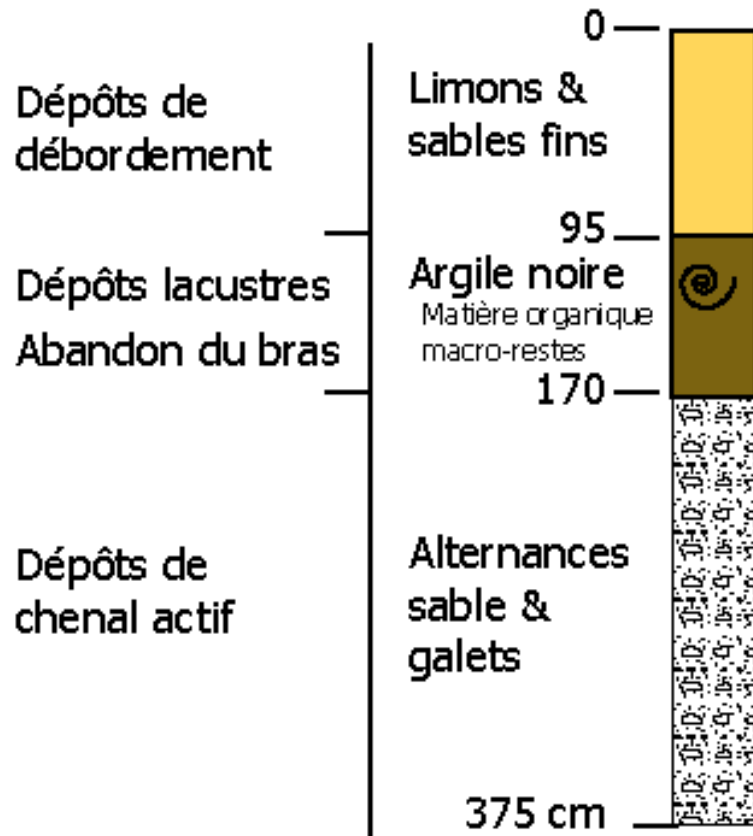 0
Dépôts de
débordement
Limons &
sables fins
95
Dépôts lacustres
Abandon du bras
Argile noire
Matière organique
macro-restes
170
Dépôts de
chenal actif
Alternances
sable &
galets
375 cm